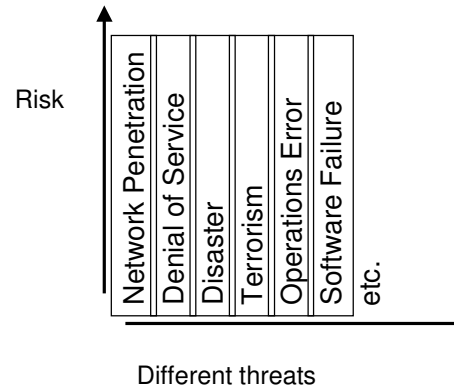 Risk
Network Penetration
Denial of Service
Disaster
Terrorism
Operations Error
Software Failure
etc.
Different threats